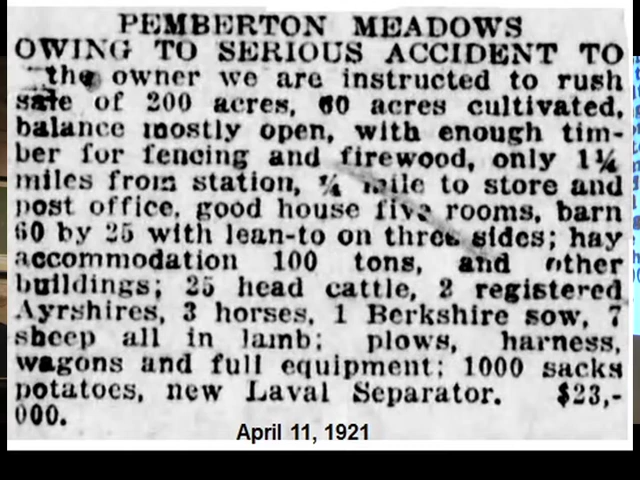 PEMBERTON MEADOWS
OWING TO SERIOUS ACCIDENT TO
the owner we are instructed to rush
sale of 200 acres, 60 acres cultivated,
balance mostly open, with enough tim-
ber for fencing and firewood, only 1¼
miles from station, ¼ mile to store and
post office, good house five rooms, barn
60 by 25 with lean-to on three sides; hay
accommodation 100 tons, and other
buildings; 25 head cattle, 2 registered
Ayrshires, 3 horses, 1 Berkshire sow, 7
sheep all in lamb; plows, harness,
wagons and full equipment; 1000 sacks
potatoes, new Laval Separator. $23,-
000.
April 11, 1921